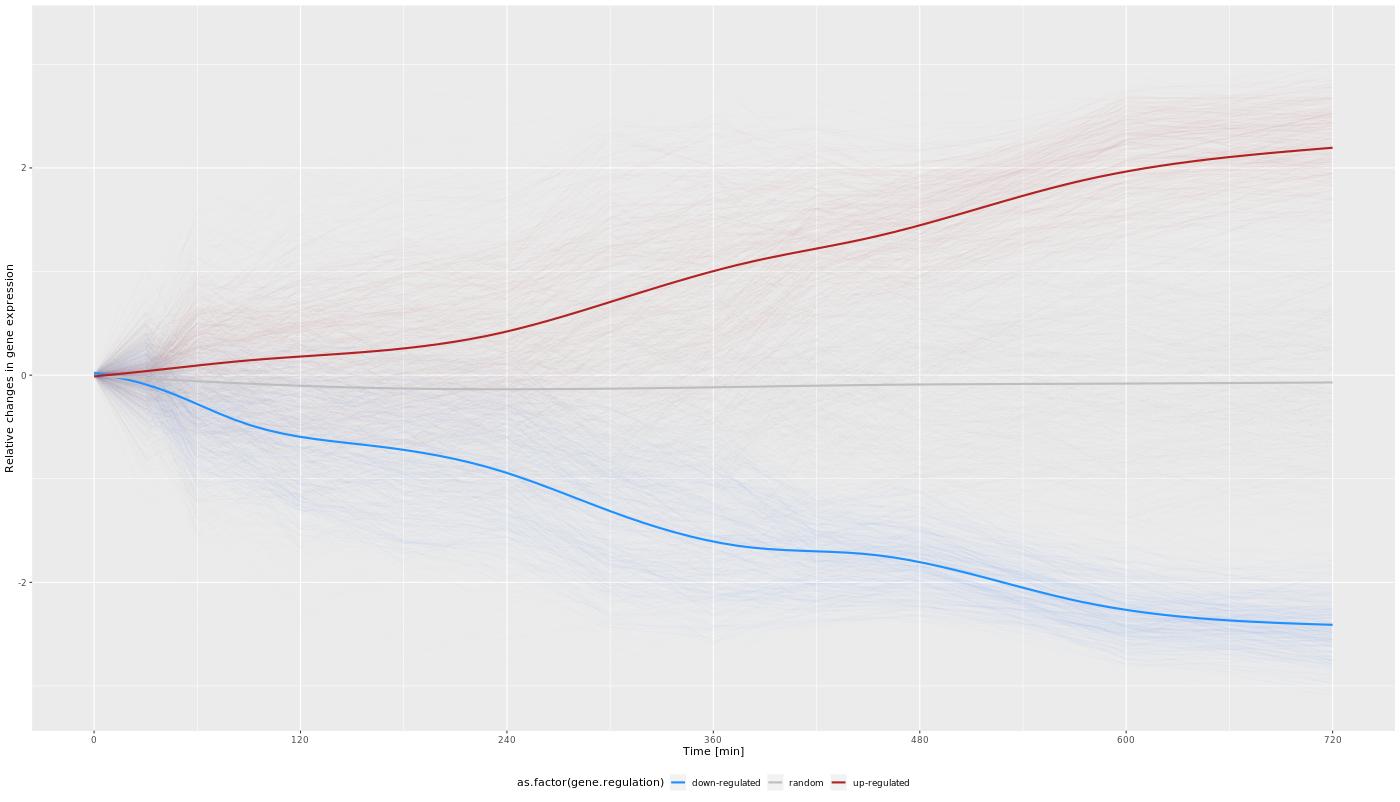 Relative changes in gene expression
2
0
-2
0 120 240 360 480 600 720
Time [min]
as.factor(gene.regulation) down-regulated random up-regulated